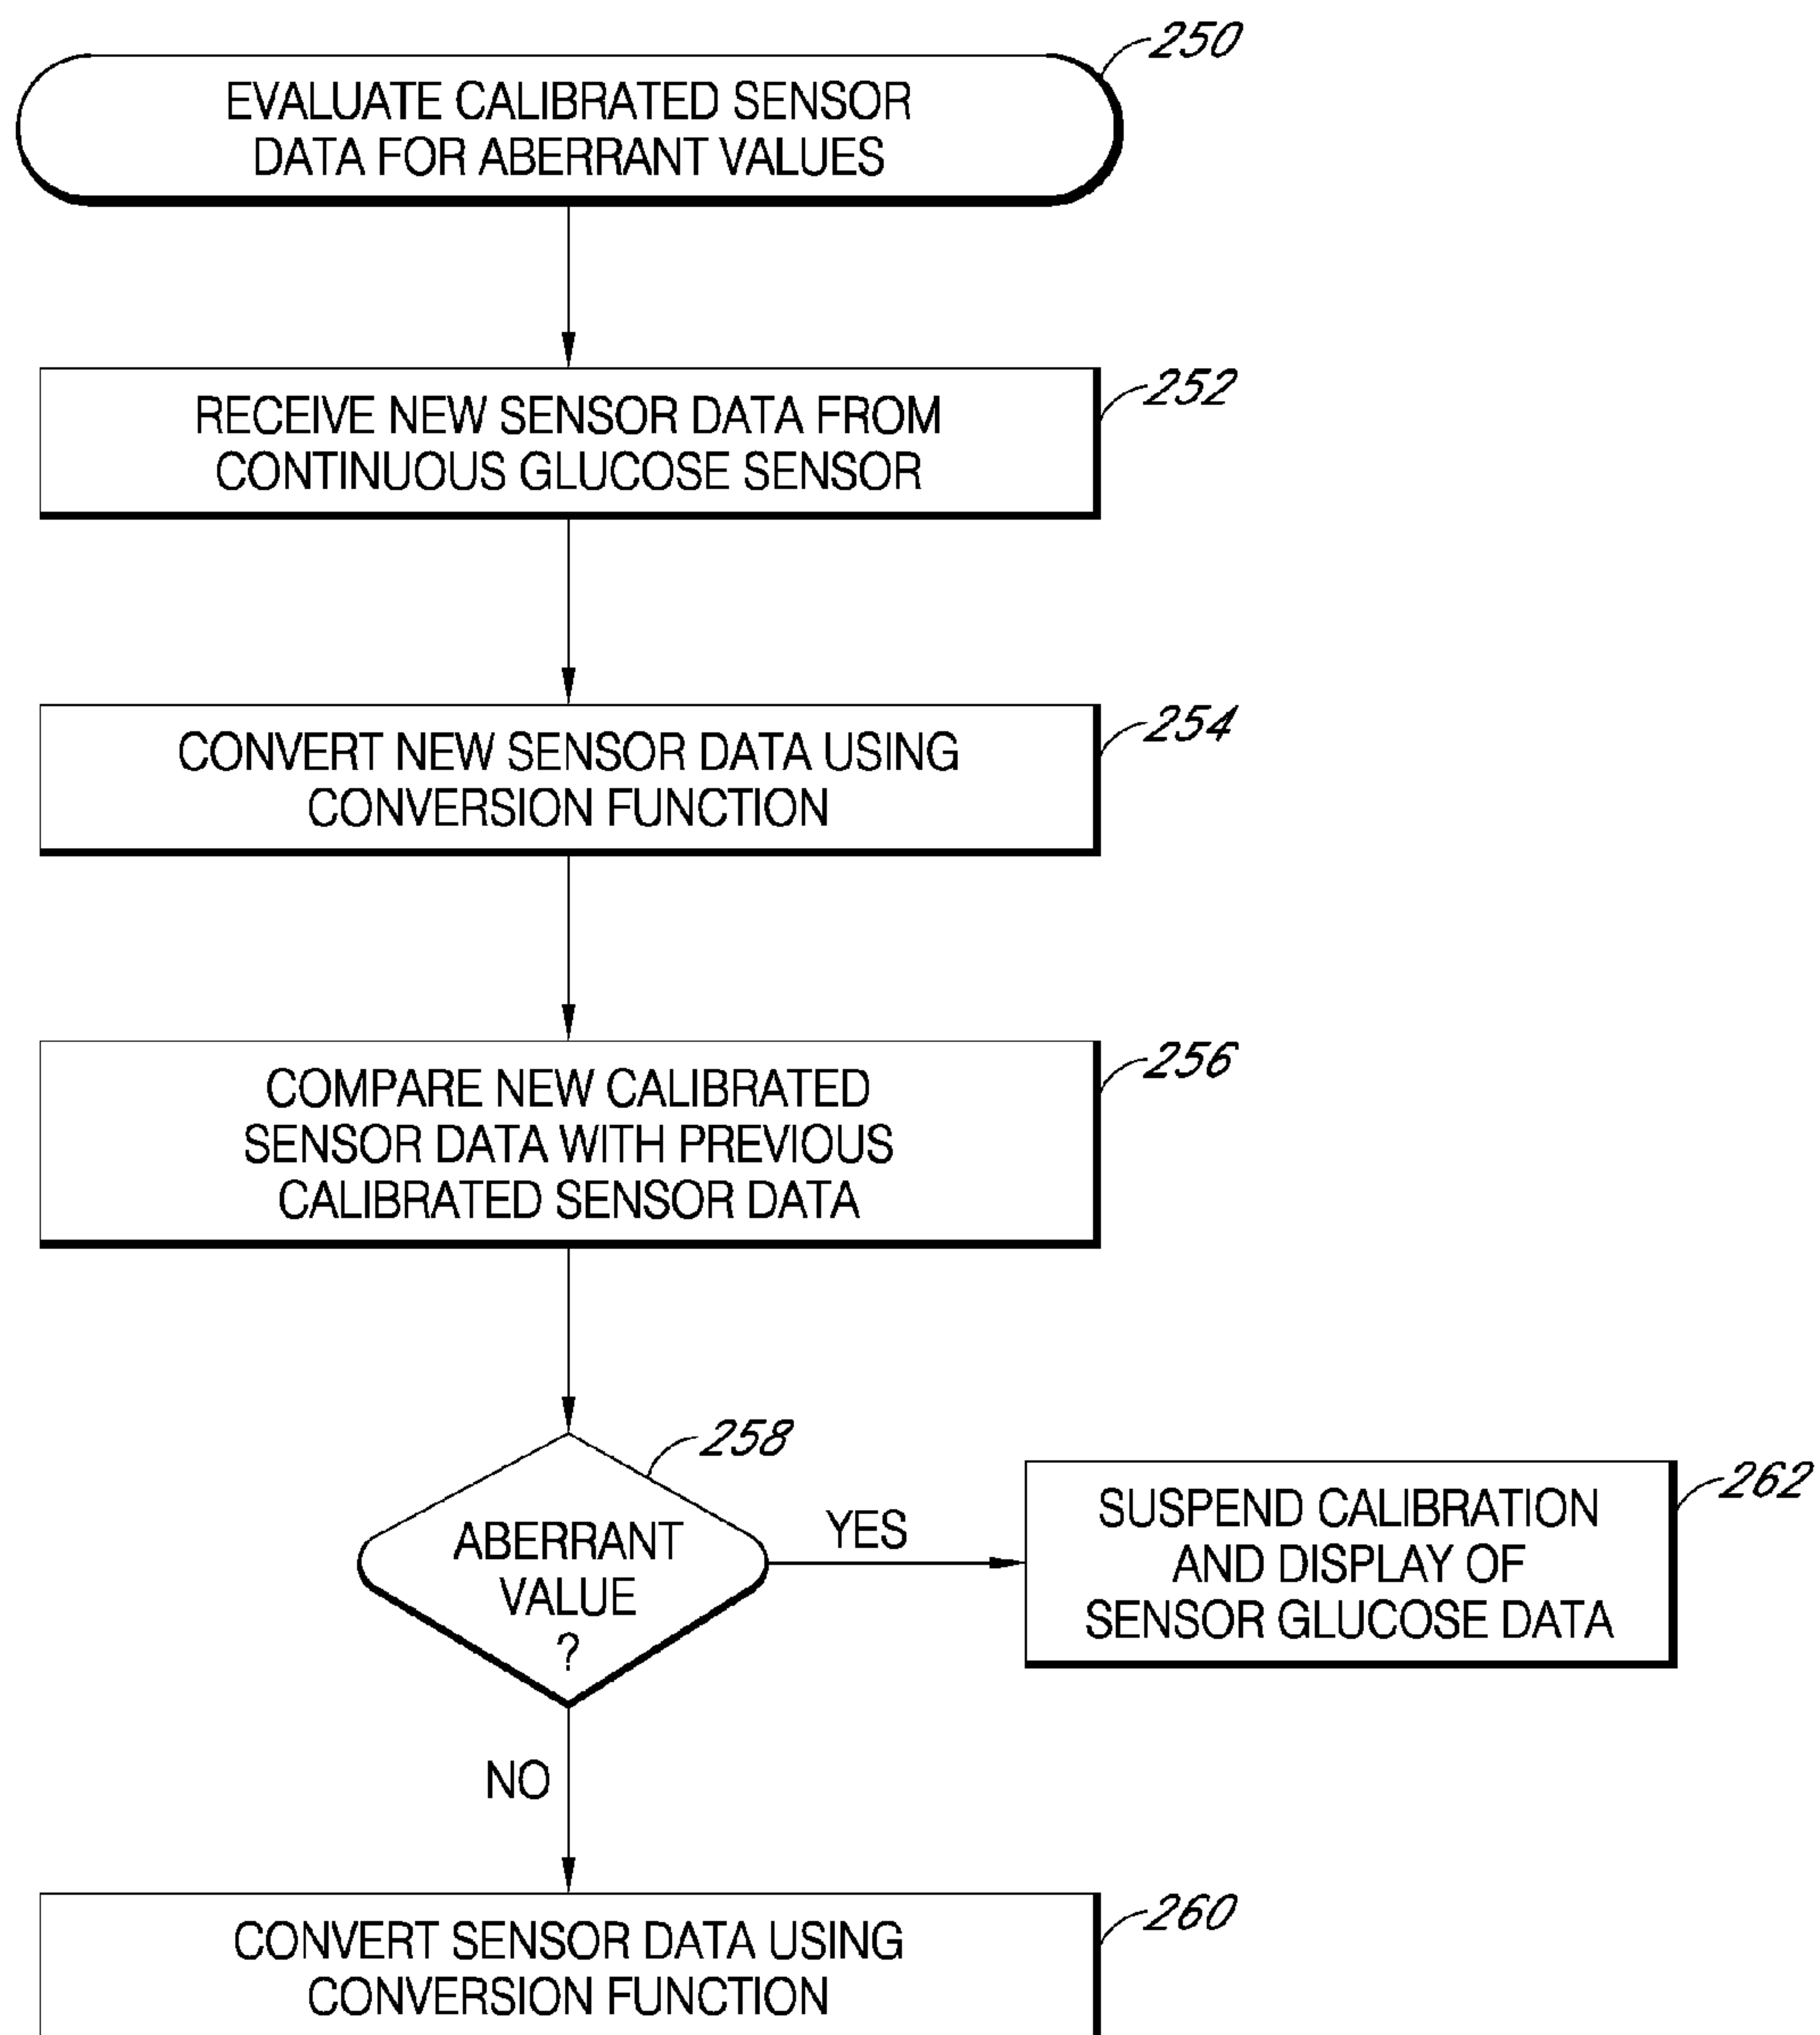 250
EVALUATE CALIBRATED SENSOR
DATA FOR ABERRANT VALUES
252
RECEIVE NEW SENSOR DATA FROM
CONTINUOUS GLUCOSE SENSOR
254
CONVERT NEW SENSOR DATA USING
CONVERSION FUNCTION
256
COMPARE NEW CALIBRATED
SENSOR DATA WITH PREVIOUS
CALIBRATED SENSOR DATA
258
ABERRANT
VALUE
?
YES
262
SUSPEND CALIBRATION
AND DISPLAY OF
SENSOR GLUCOSE DATA
NO
260
CONVERT SENSOR DATA USING
CONVERSION FUNCTION